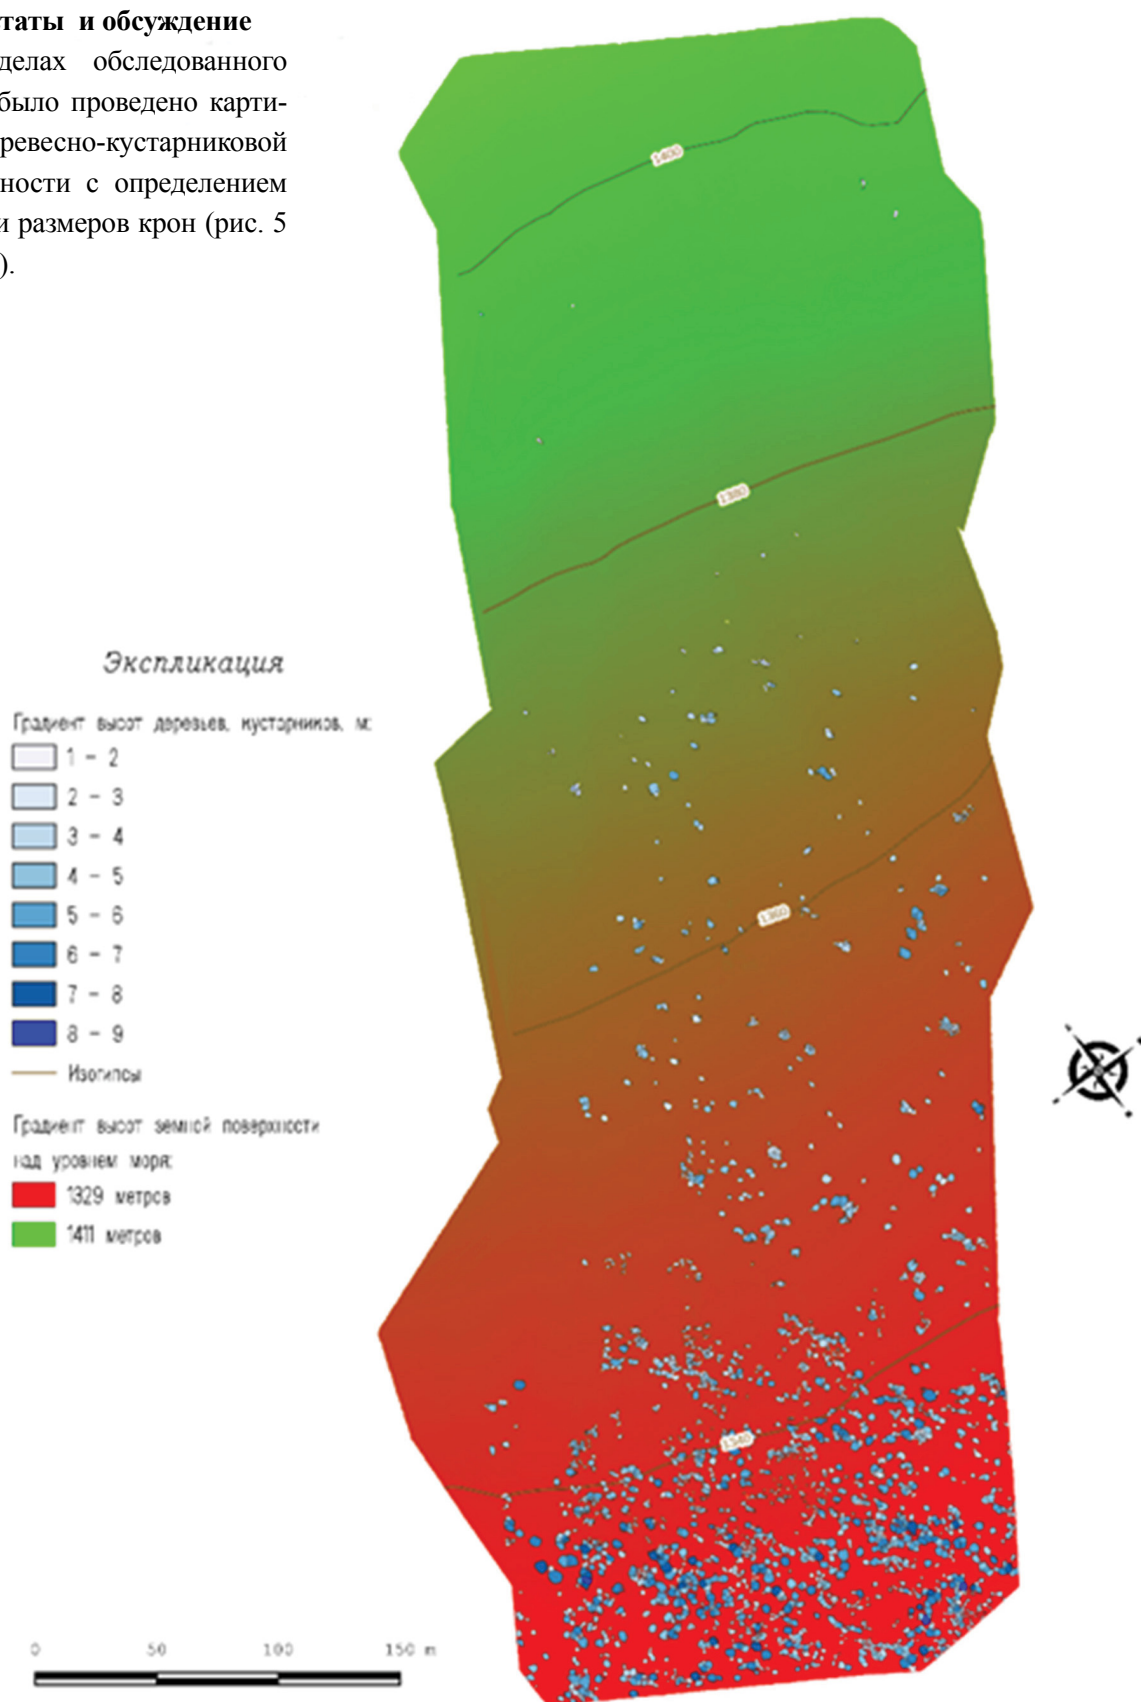 таты и обсуждение
делах обследованного
было проведено карти-
ревесно-кустарниковой
ности с определением
и размеров крон (рис. 5
).
1400
1380
Экспликация
Градиент высот деревьев, кустарников, м:
1 – 2
2 – 3
3 – 4
4 – 5
5 – 6
6 – 7
7 – 8
8 – 9
Изогипсы
Градиент высот земной поверхности
над уровнем моря:
1329 метров
1411 метров
1360
1340
0 50 100 150 m